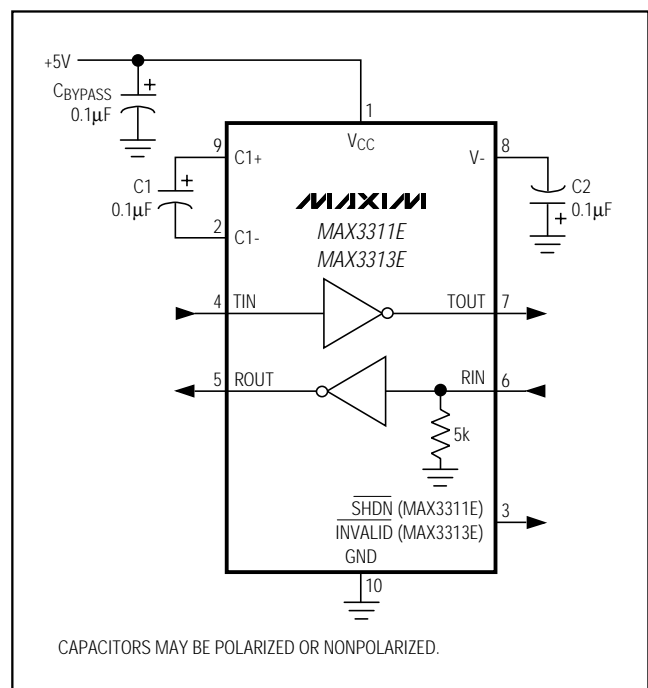 +5V
CBYPASS
0.1µF
+
1
VCC
9
C1+
V-
8
C1
0.1µF
+
C2
0.1µF
+
2
C1-
MAXIM
MAX3311E
MAX3313E
4
TIN
TOUT
7
5
ROUT
RIN
6
5k
SHDN (MAX3311E)
INVALID (MAX3313E)
3
GND
10
CAPACITORS MAY BE POLARIZED OR NONPOLARIZED.